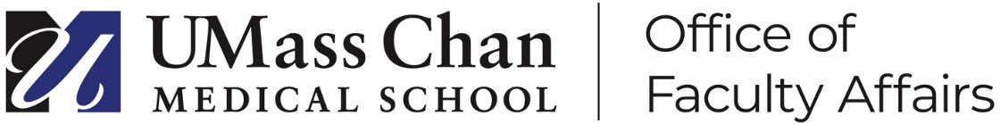 UMass Chan
MEDICAL SCHOOL
Office of
Faculty Affairs